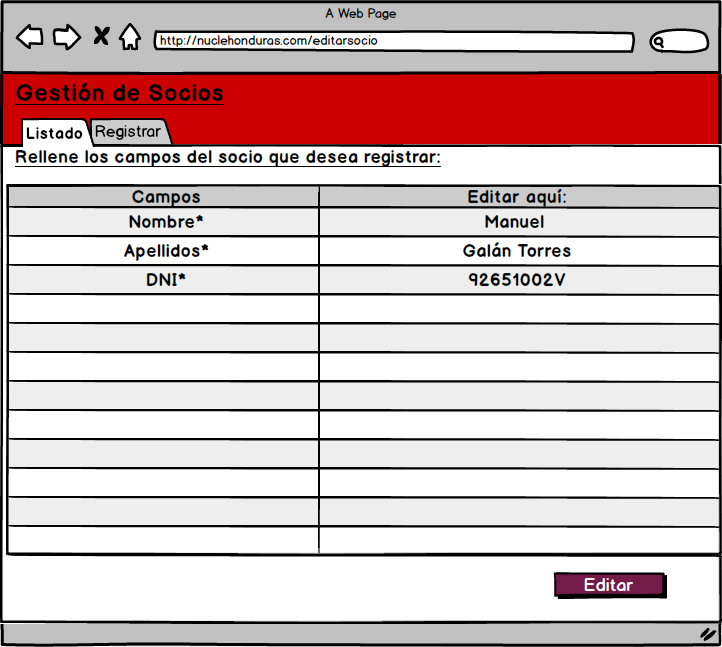 A Web Page
http://nuclehonduras.com/editarsocio
Gestión de Socios
Listado Registrar
Rellene los campos del socio que desea registrar:
Campos Editar aquí:
Nombre* Manuel
Apellidos* Galán Torres
DNI* 92651002V
Editar